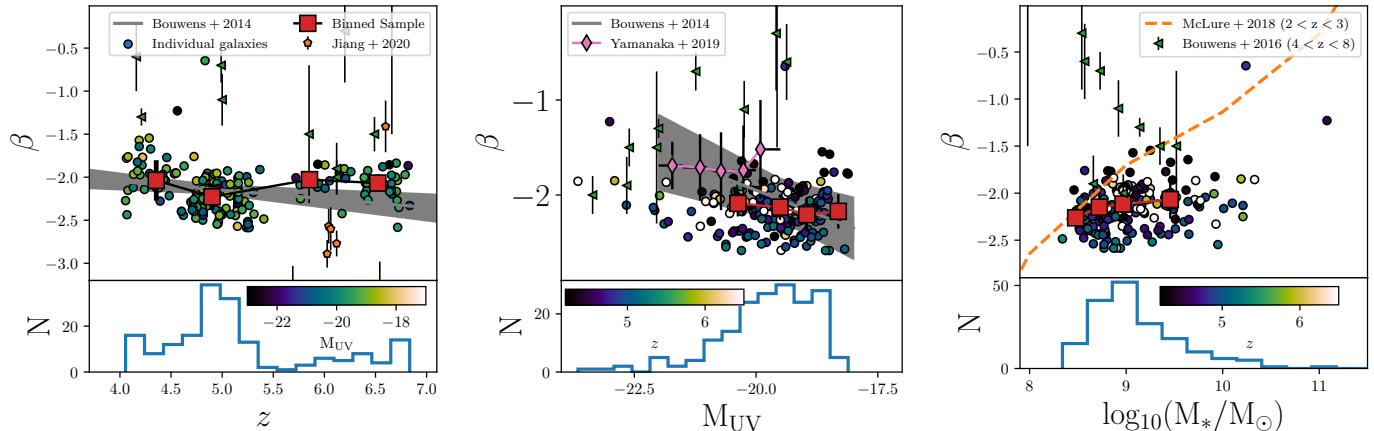 Bouwens + 2014
Individual galaxies
Binned Sample
Jiang + 2020
β
−0.5
−1.0
−1.5
−2.0
−2.5
−3.0
N
20
0
−22
−20
−18
M_UV
4.0
4.5
5.0
5.5
6.0
6.5
7.0
z
Bouwens + 2014
Yamanaka + 2019
β
−1
−2
N
20
0
5
6
z
−22.5
−20.0
−17.5
M_UV
McLure + 2018 (2 < z < 3)
Bouwens + 2016 (4 < z < 8)
β
−0.5
−1.0
−1.5
−2.0
−2.5
N
50
25
0
5
6
z
8
9
10
11
log₁₀(M_*/M_⊙)